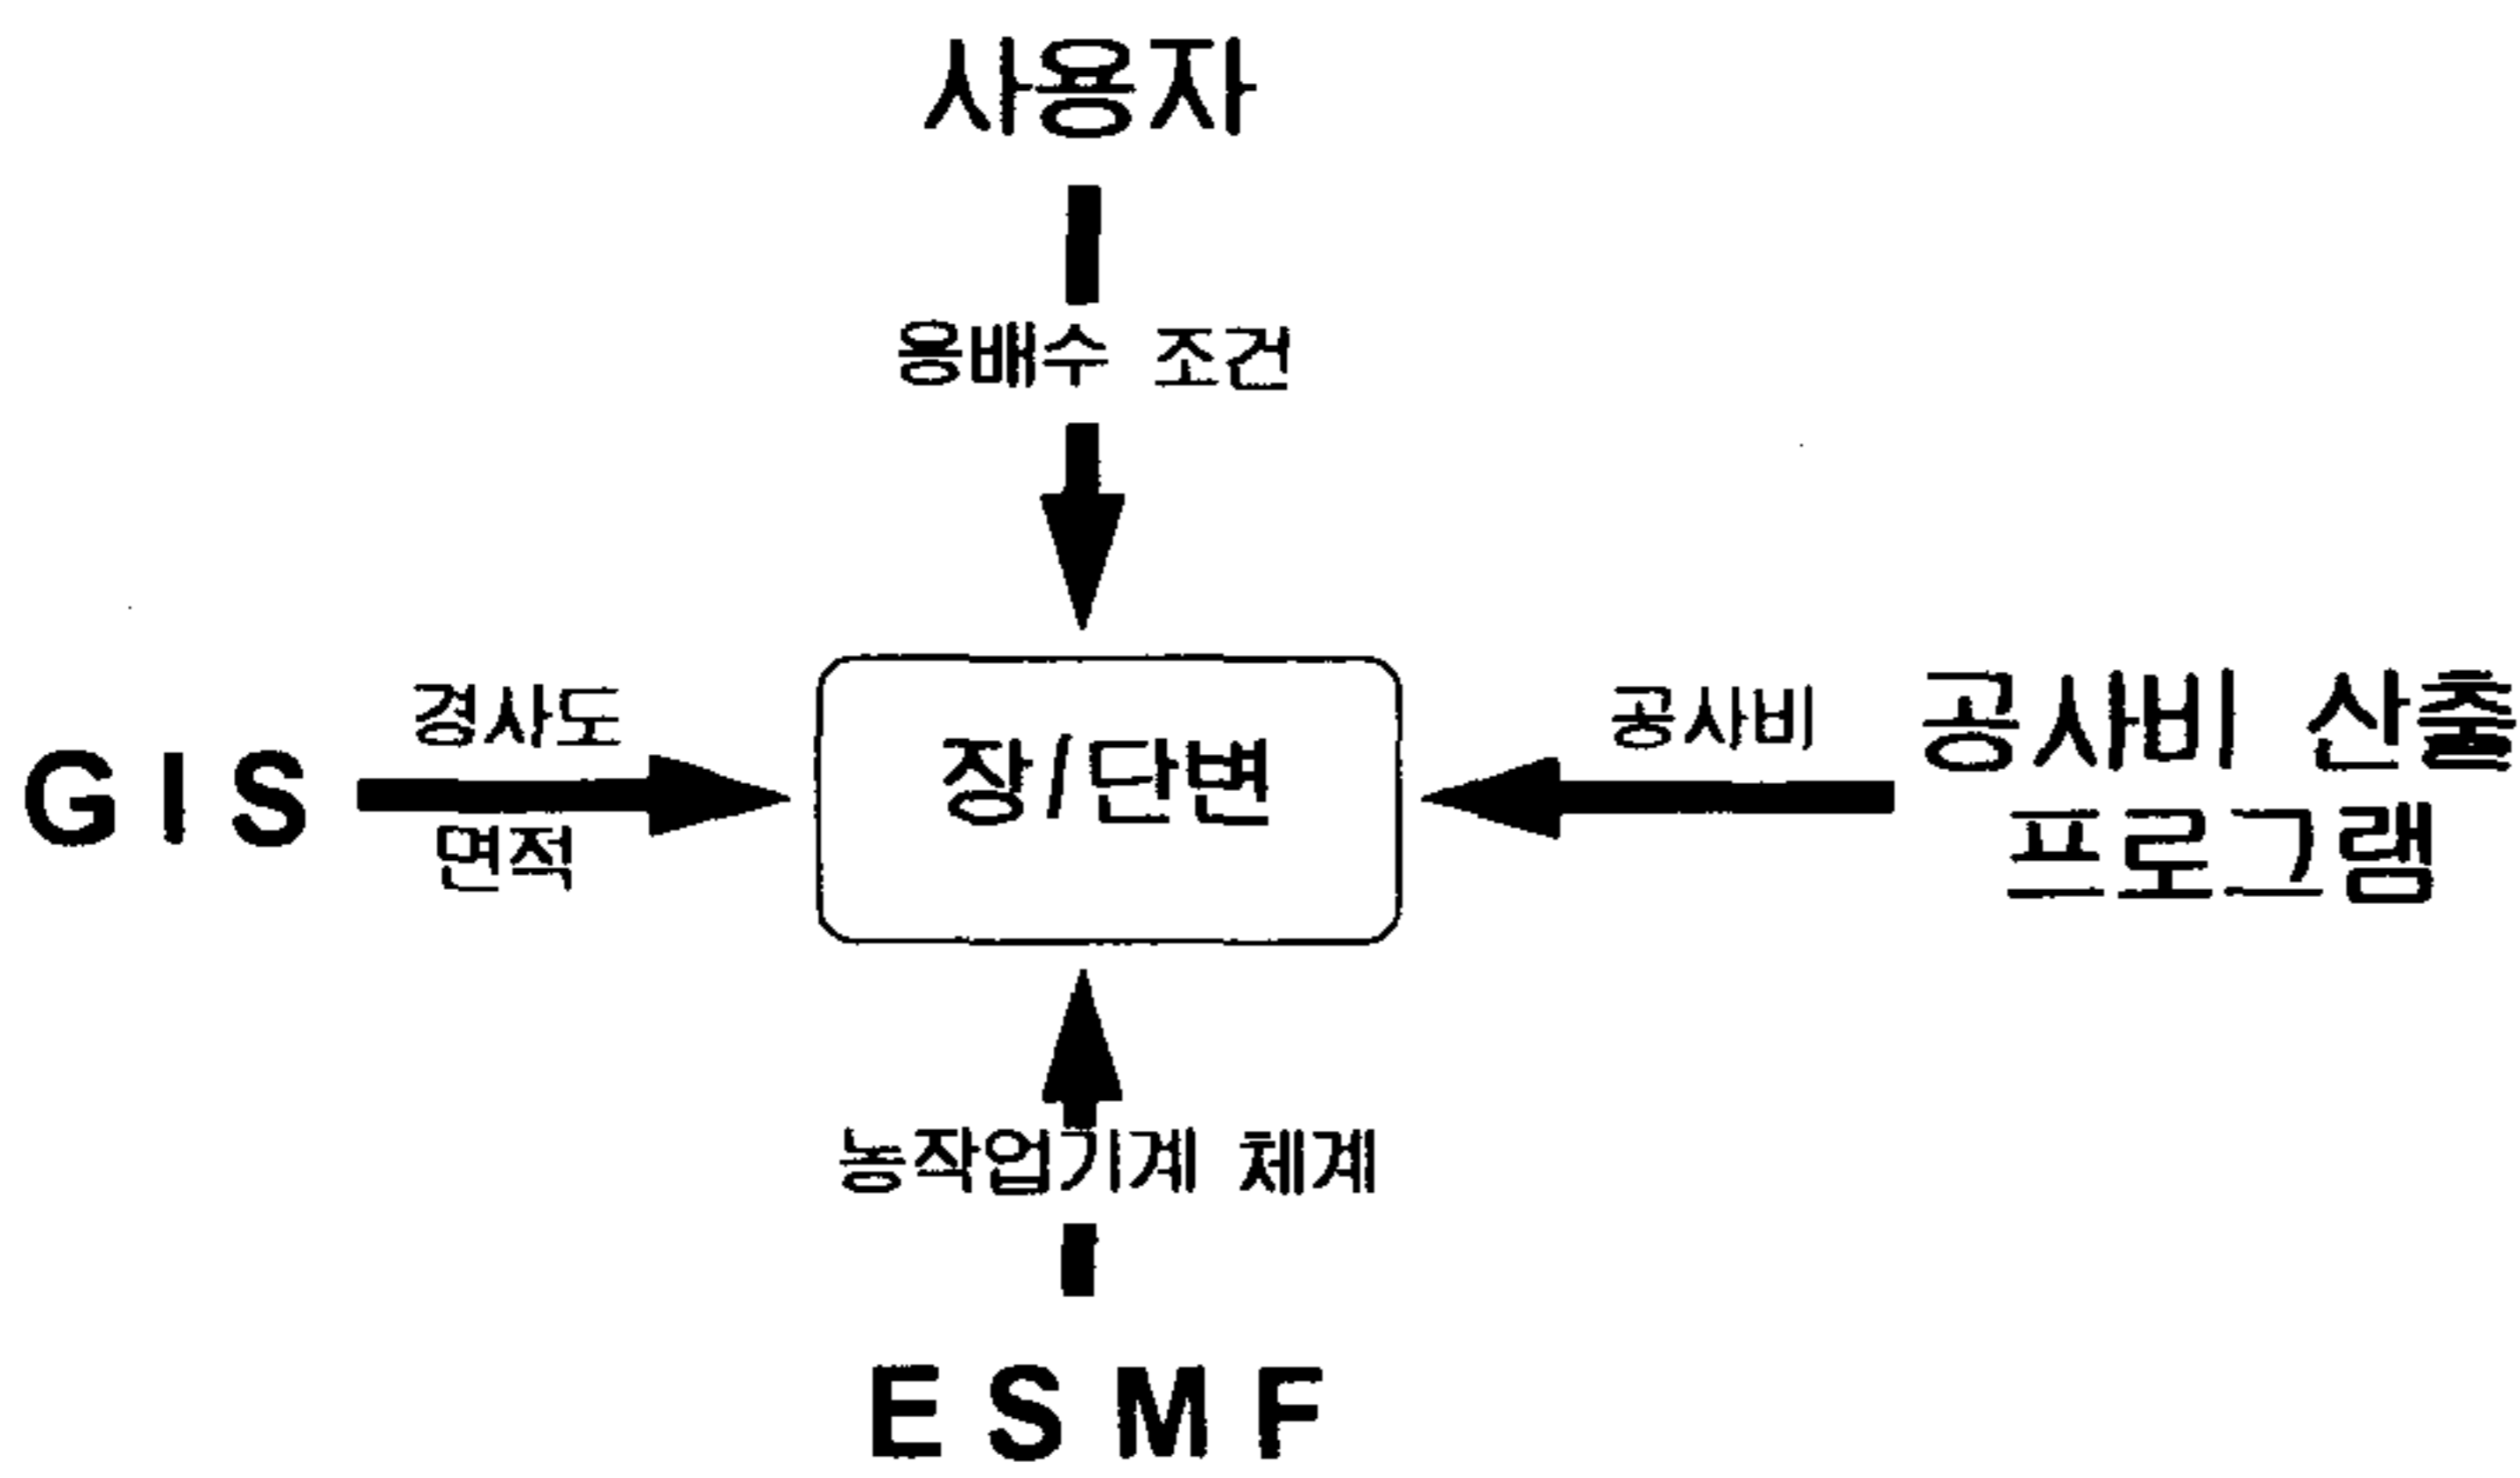 사용자
용배수 조건
경사도
GIS
면적
장/단변
공사비
공사비 산출
프로그램
농작업기계 체계
ESMF